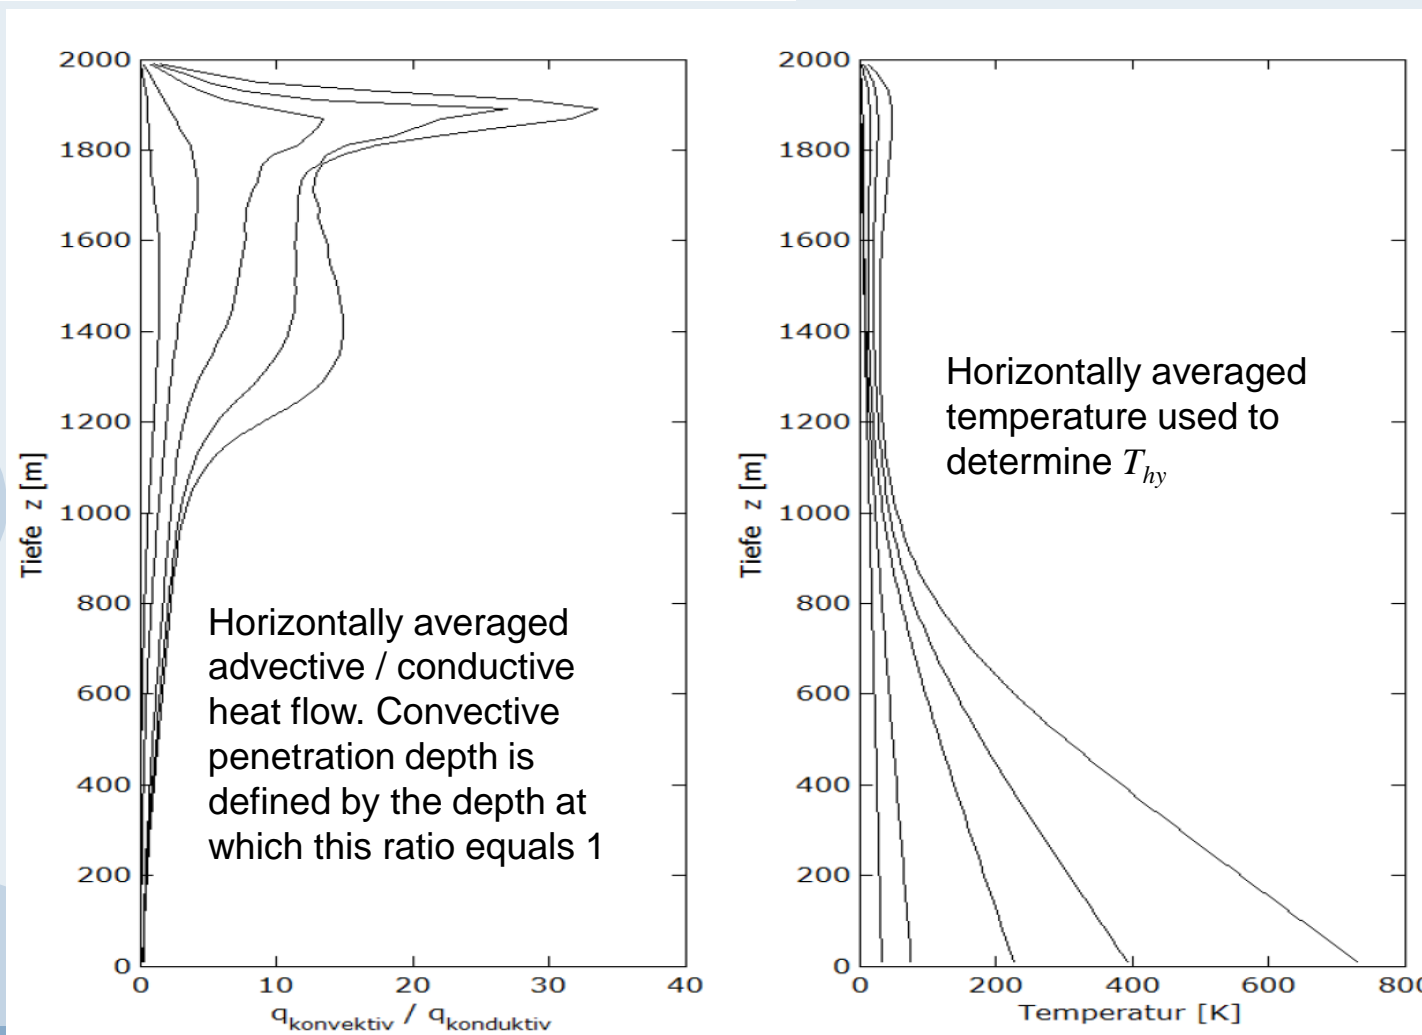 2000
1800
1600
1400
1200
1000
800
600
400
200
0
Tiefe z [m]
0 10 20 30 40
q_konvektiv / q_konduktiv
Horizontally averaged
advective / conductive
heat flow. Convective
penetration depth is
defined by the depth at
which this ratio equals 1
2000
1800
1600
1400
1200
1000
800
600
400
200
0
Tiefe z [m]
0 200 400 600 800
Temperatur [K]
Horizontally averaged
temperature used to
determine T_hy